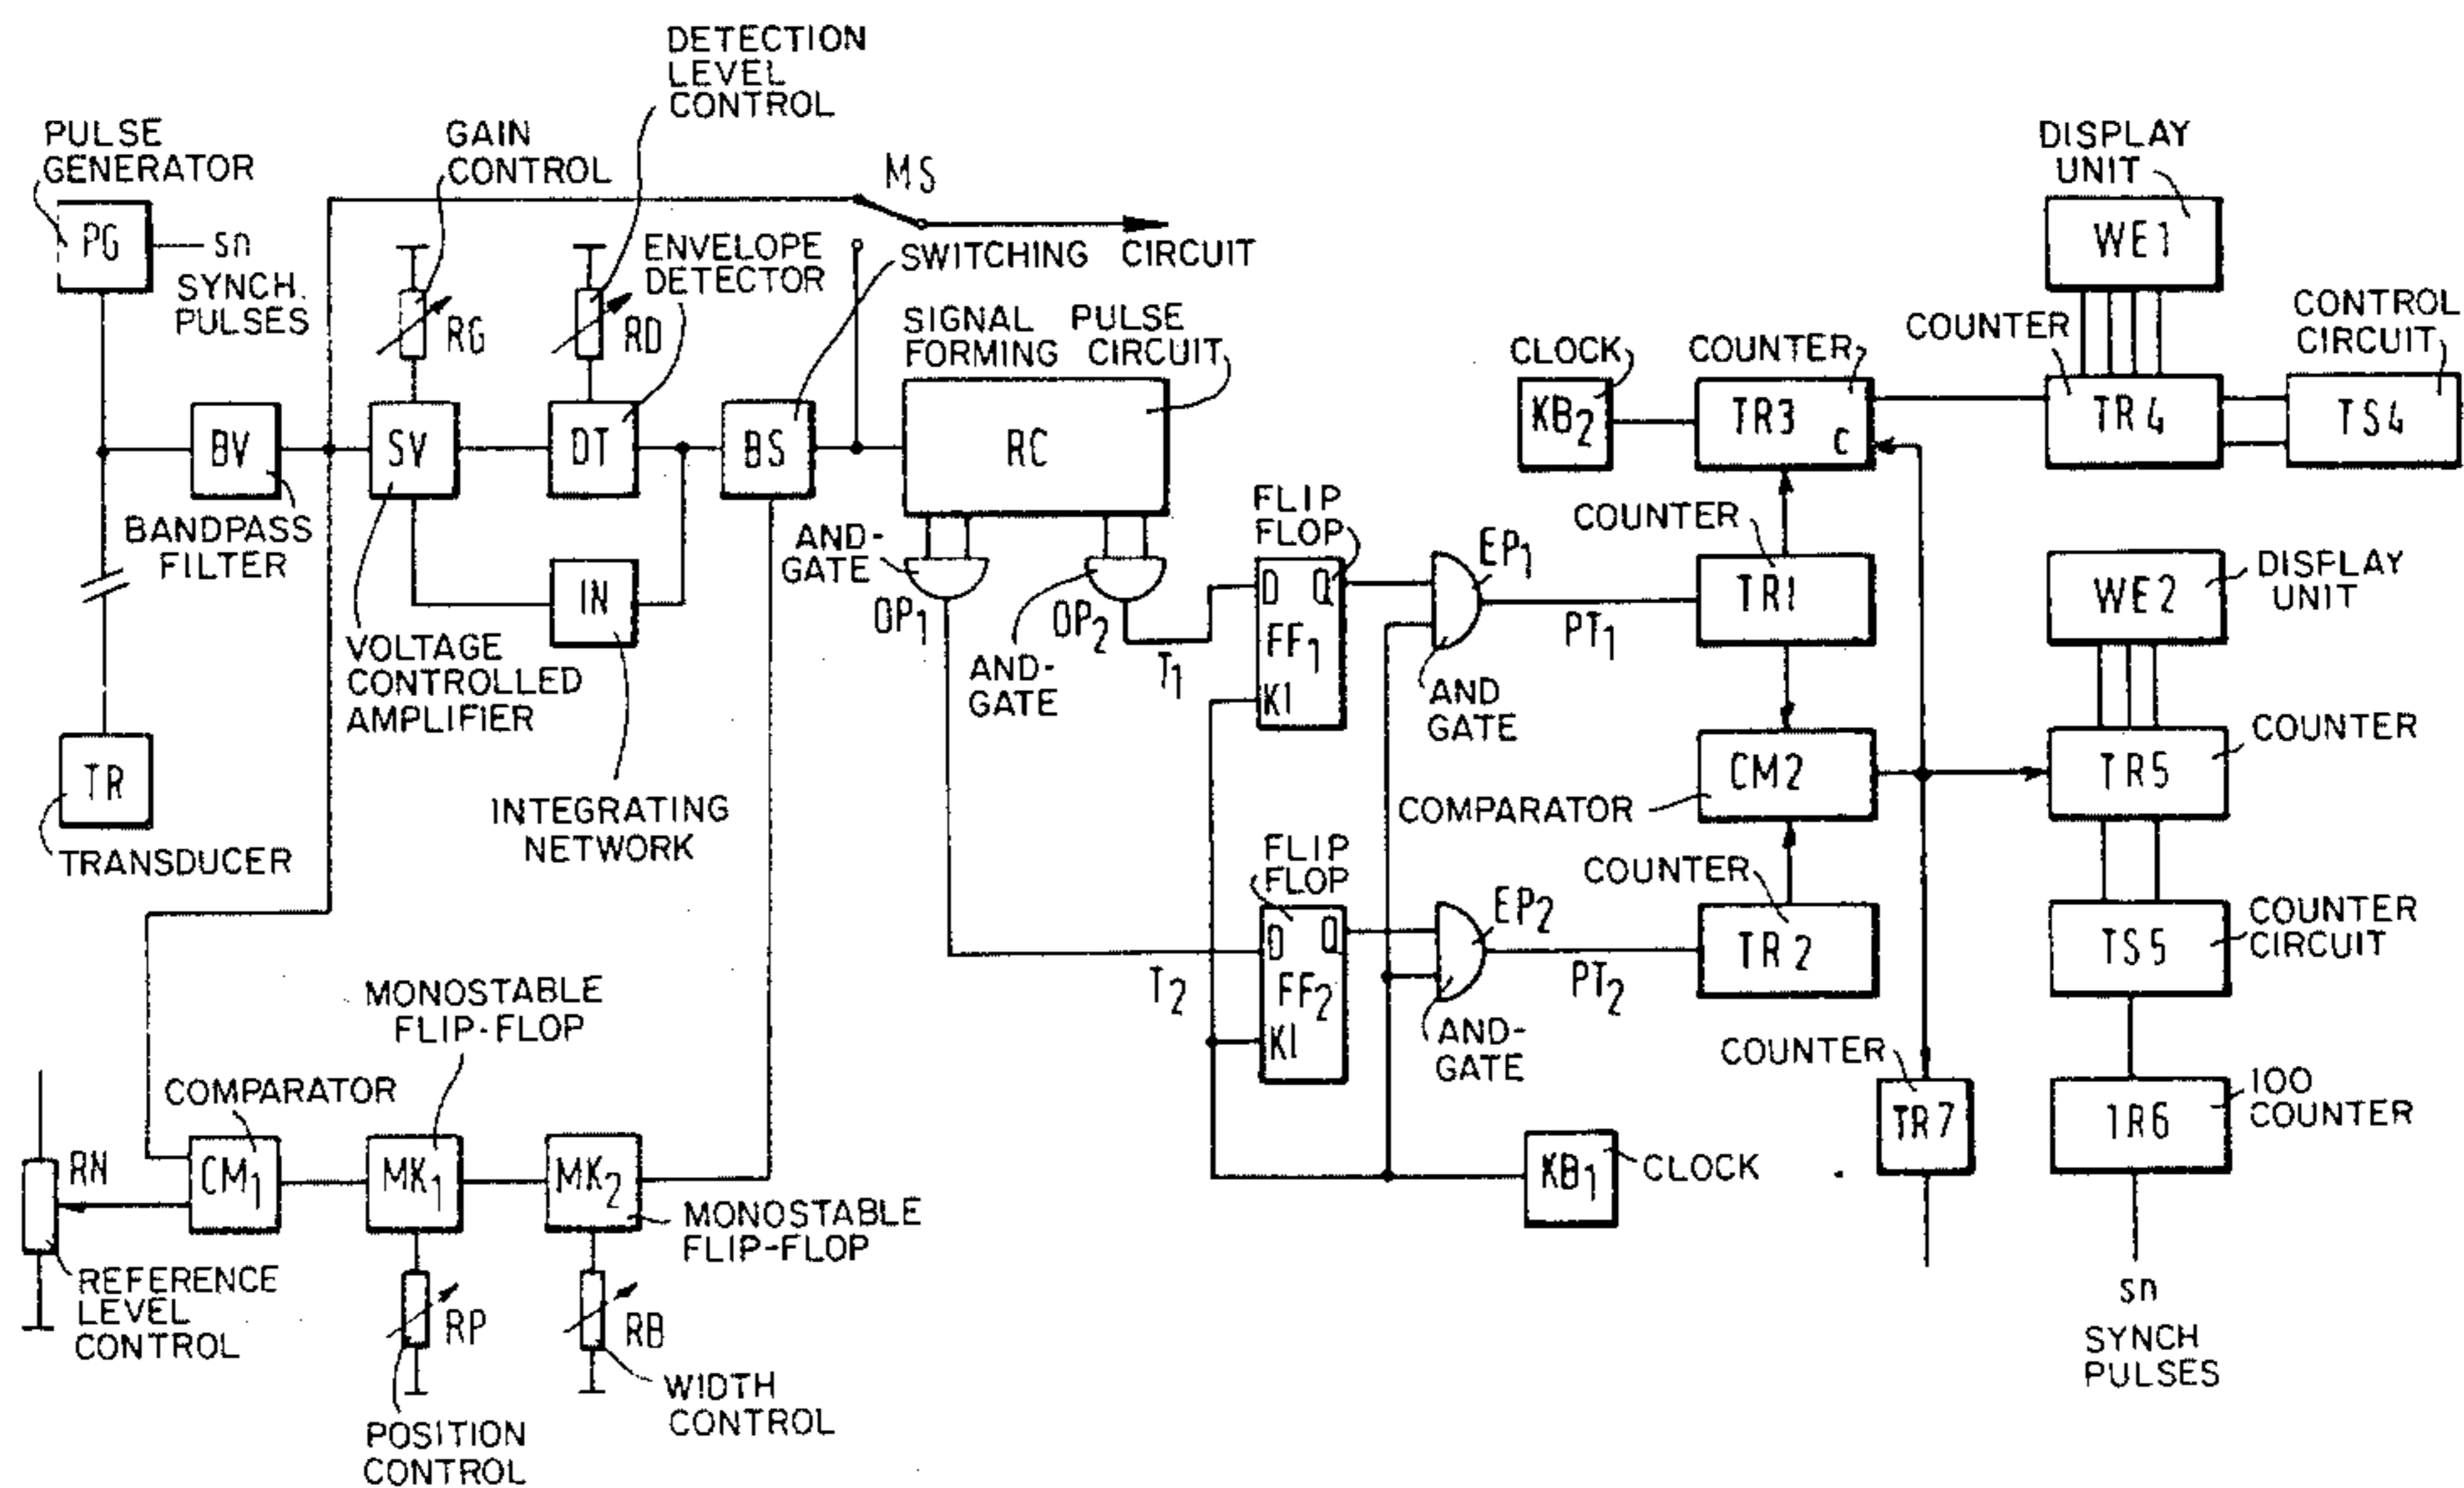 DETECTION
LEVEL
CONTROL
PULSE
GENERATOR
GAIN
CONTROL
MS
DISPLAY
UNIT
PG
sn
SYNCH.
PULSES
RG
RD
ENVELOPE
DETECTOR
SWITCHING CIRCUIT
WE1
SIGNAL PULSE
FORMING CIRCUIT
CLOCK
COUNTER
COUNTER
CONTROL
CIRCUIT
BV
SV
DT
BS
RC
KB2
TR3
C
TR4
TS4
BANDPASS
FILTER
AND-
GATE
OP1
OP2
FLIP
FLOP
EP1
COUNTER
IN
D Q
FF1
K1
PT1
TR1
WE2
DISPLAY
UNIT
VOLTAGE
CONTROLLED
AMPLIFIER
AND-
GATE
T1
AND
GATE
TR
TRANSDUCER
INTEGRATING
NETWORK
COMPARATOR
CM2
TR5
COUNTER
FLIP
FLOP
COUNTER
EP2
D Q
FF2
K1
T2
PT2
TR2
TS5
COUNTER
CIRCUIT
AND-
GATE
MONOSTABLE
FLIP-FLOP
COMPARATOR
RN
CM1
MK1
MK2
MONOSTABLE
FLIP-FLOP
KB1
CLOCK
COUNTER
TR7
TR6
100
COUNTER
REFERENCE
LEVEL
CONTROL
RP
RB
POSITION
CONTROL
WIDTH
CONTROL
sn
SYNCH
PULSES